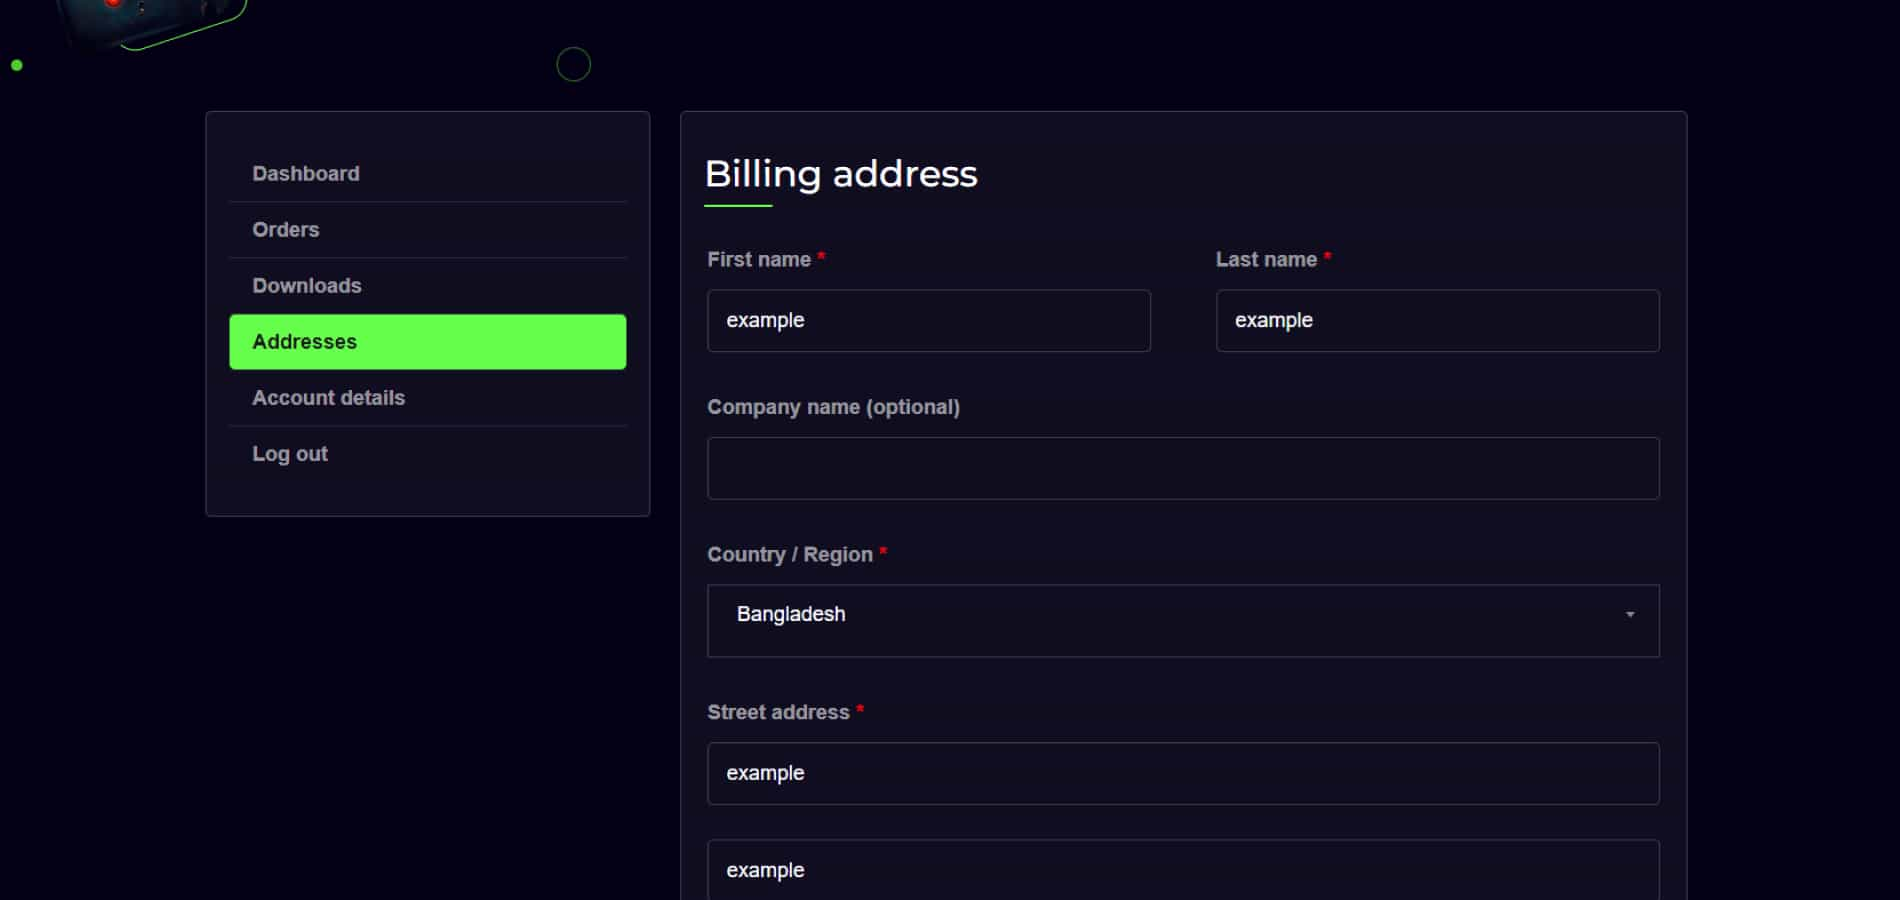 Dashboard
Orders
Downloads
Addresses
Account details
Log out
Billing address
First name *
Last name *
example
example
Company name (optional)
Country / Region *
Bangladesh
Street address *
example
example